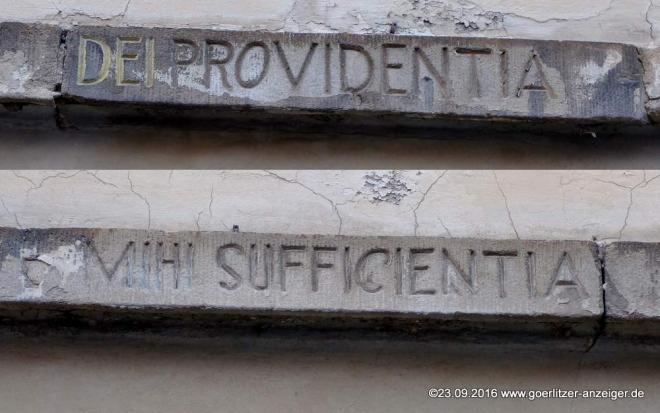 DEI PROVIDENTIA
MIHI SUFFICIENTIA
©23.09.2016 www.goerlitzer-anzeiger.de